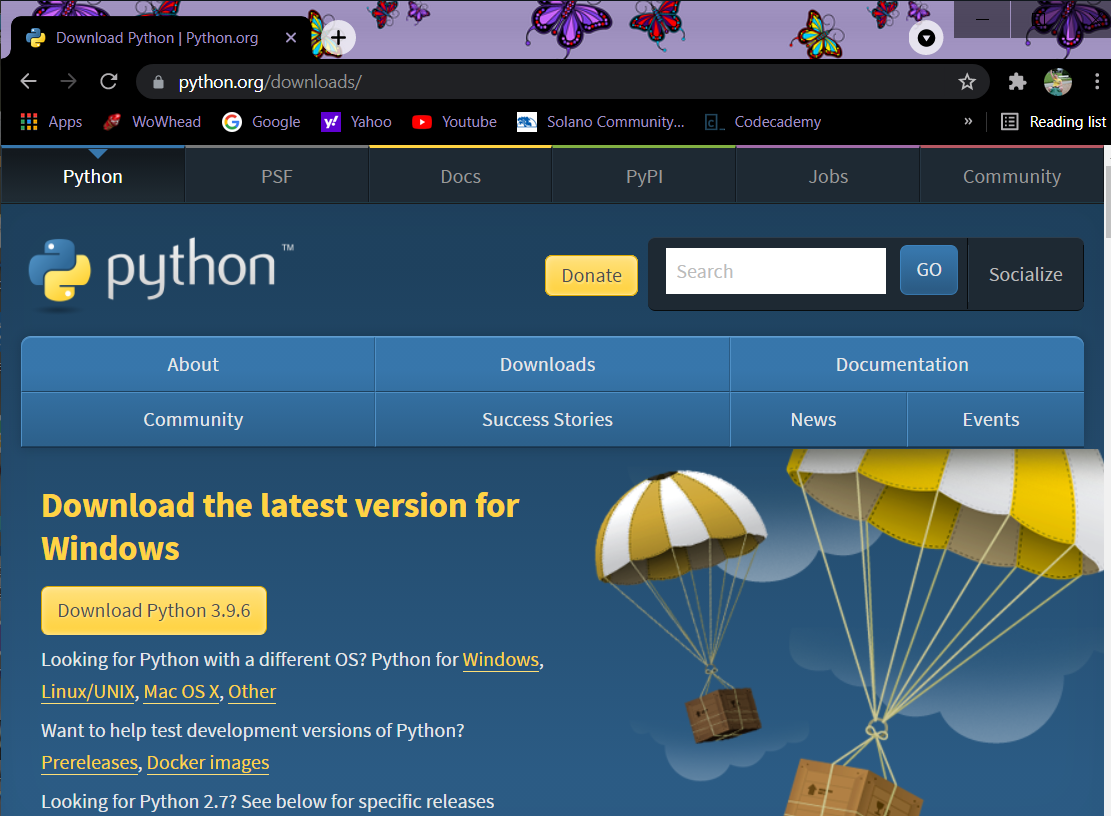 Download Python | Python.org
python.org/downloads/
Apps WoWhead Google Yahoo Youtube Solano Community... Codecademy » Reading list
Python PSF Docs PyPI Jobs Community
python™
Donate Search GO Socialize
About Downloads Documentation
Community Success Stories News Events
Download the latest version for
Windows
Download Python 3.9.6
Looking for Python with a different OS? Python for Windows,
Linux/UNIX, Mac OS X, Other
Want to help test development versions of Python?
Prereleases, Docker images
Looking for Python 2.7? See below for specific releases